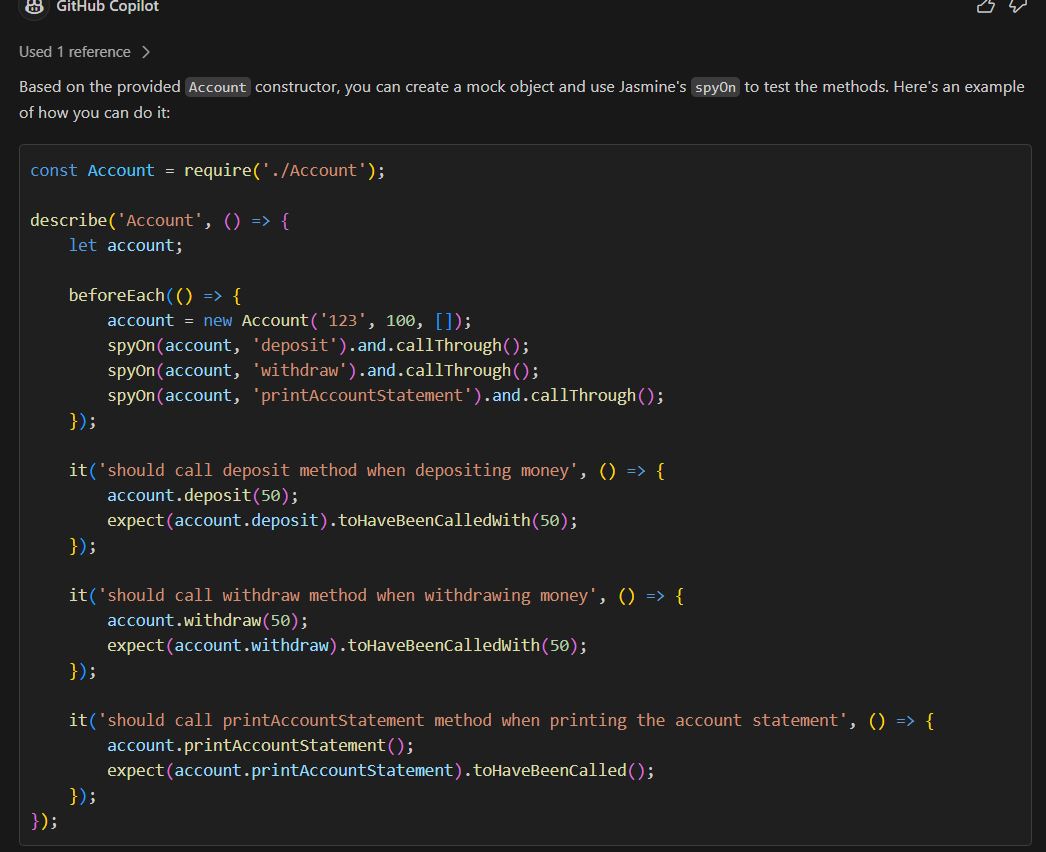 GitHub Copilot
Used 1 reference
Based on the provided Account constructor, you can create a mock object and use Jasmine's spyOn to test the methods. Here's an example
of how you can do it:
const Account = require('./Account');
describe('Account', () => {
    let account;
    beforeEach(() => {
        account = new Account('123', 100, []);
        spyOn(account, 'deposit').and.callThrough();
        spyOn(account, 'withdraw').and.callThrough();
        spyOn(account, 'printAccountStatement').and.callThrough();
    });
    it('should call deposit method when depositing money', () => {
        account.deposit(50);
        expect(account.deposit).toHaveBeenCalledWith(50);
    });
    it('should call withdraw method when withdrawing money', () => {
        account.withdraw(50);
        expect(account.withdraw).toHaveBeenCalledWith(50);
    });
    it('should call printAccountStatement method when printing the account statement', () => {
        account.printAccountStatement();
        expect(account.printAccountStatement).toHaveBeenCalled();
    });
});